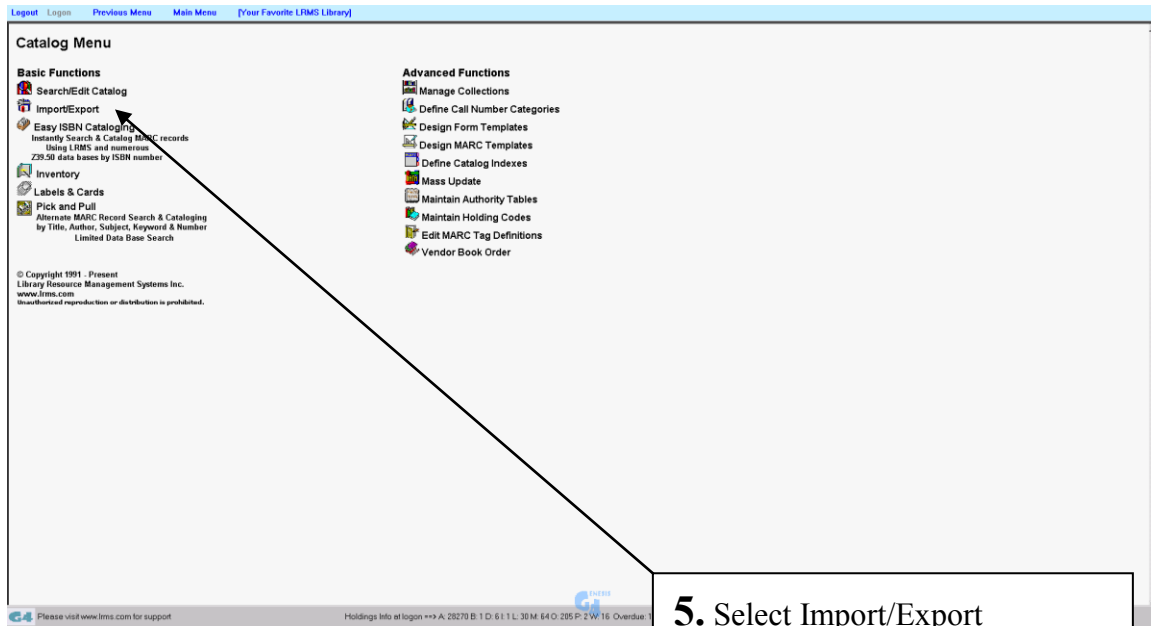 Logout Logon Previous Menu Main Menu [Your Favorite LRMS Library]
Catalog Menu
Basic Functions
Search/Edit Catalog
Import/Export
Easy ISBN Cataloging
Instantly Search & Catalog MARC records
Using LRMS and numerous
Z39.50 data bases by ISBN number
Inventory
Labels & Cards
Pick and Pull
Alternate MARC Record Search & Cataloging
by Title, Author, Subject, Keyword & Number
Limited Data Base Search
© Copyright 1991 - Present
Library Resource Management Systems Inc.
www.lrms.com
Unauthorized reproduction or distribution is prohibited.
Advanced Functions
Manage Collections
Define Call Number Categories
Design Form Templates
Design MARC Templates
Define Catalog Indexes
Mass Update
Maintain Authority Tables
Maintain Holding Codes
Edit MARC Tag Definitions
Vendor Book Order
G4 Please visit www.lrms.com for support
Holdings Info at logon ==> A: 28270 B: 1 D: 6 I: 1 L: 30 M: 64 O: 205 P: 2 W: 16 Overdue: 1
5. Select Import/Export